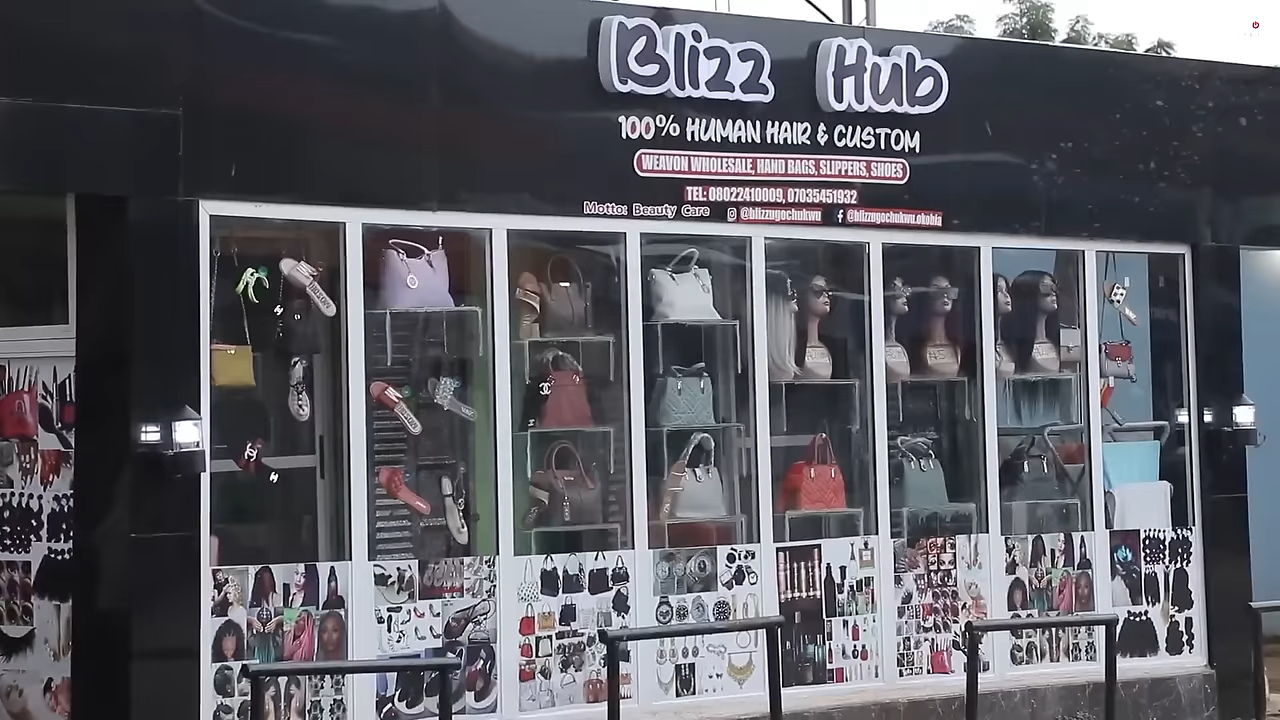 Blizz Hub
100% HUMAN HAIR & CUSTOM
WEAVON WHOLESALE, HAND BAGS, SLIPPERS, SHOES
TEL: 08022410009, 07035451932
Motto: Beauty Care @blizzugochukwu @blizzugochukwu.okobia